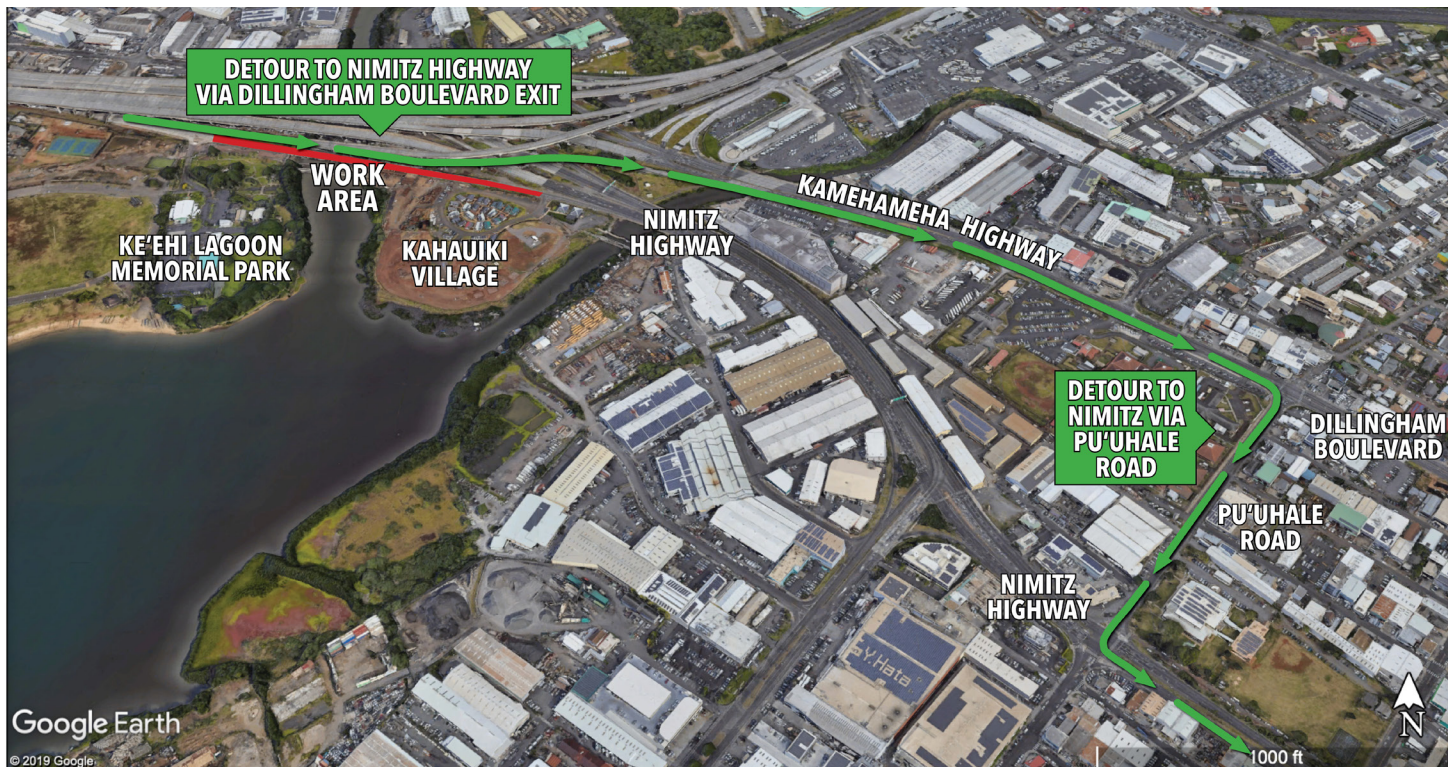 DETOUR TO NIMITZ HIGHWAY
VIA DILLINGHAM BOULEVARD EXIT
WORK
AREA
KE‘EHI LAGOON
MEMORIAL PARK
KAHAUIKI
VILLAGE
NIMITZ
HIGHWAY
KAMEHAMEHA HIGHWAY
DETOUR TO
NIMITZ VIA
PU‘UHALE
ROAD
DILLINGHAM
BOULEVARD
PU‘UHALE
ROAD
NIMITZ
HIGHWAY
Y. Hata
N
Google Earth
© 2019 Google
1000 ft